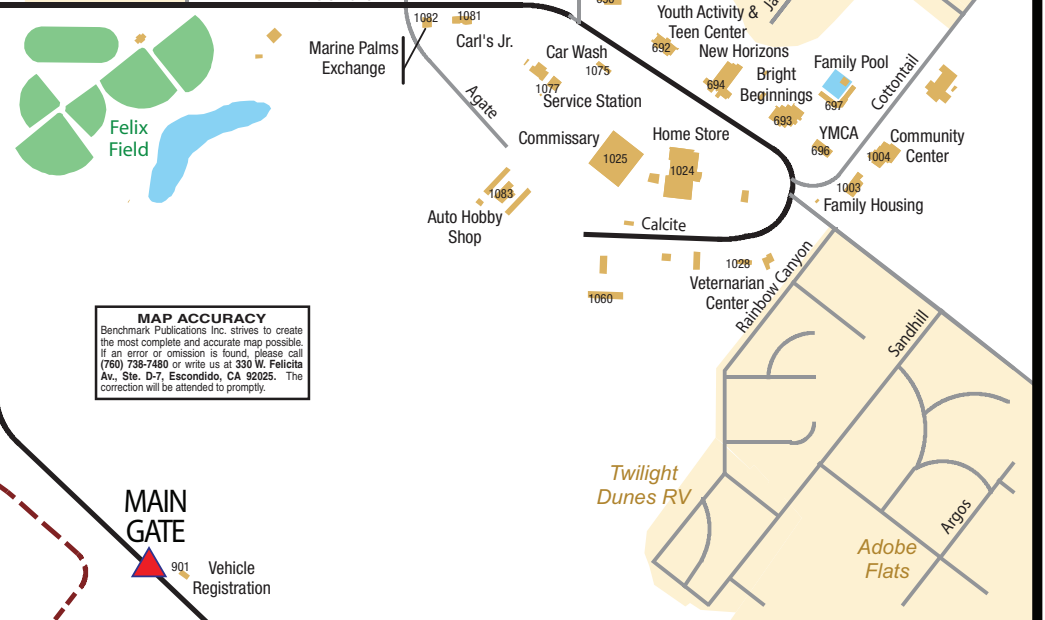 1082
1081
Carl's Jr.
Marine Palms
Exchange
Agate
Felix
Field
Car Wash
1075
1077
Service Station
Youth Activity &
Teen Center
692
New Horizons
694
Bright
Beginnings
693
Family Pool
697
Cottontail
YMCA
696
Community
Center
1004
1003
Family Housing
Commissary
1025
Home Store
1024
1083
Auto Hobby
Shop
Calcite
1028
Veternarian
Center
1060
Rainbow Canyon
Sandhill
MAP ACCURACY
Benchmark Publications Inc. strives to create
the most complete and accurate map possible.
If an error or omission is found, please call
(760) 738-7480 or write us at 330 W. Felicita
Av., Ste. D-7, Escondido, CA 92025. The
correction will be attended to promptly.
Twilight
Dunes RV
Argos
Adobe
Flats
MAIN
GATE
901
Vehicle
Registration